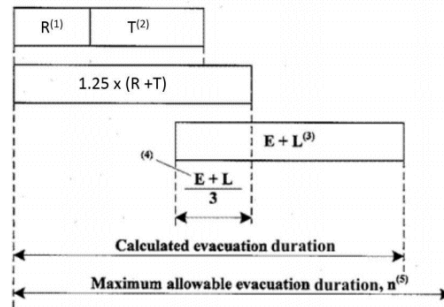 R(1) T(2)
1.25 x (R +T)
E + L(3)
(4)
E + L
3
Calculated evacuation duration
Maximum allowable evacuation duration, n(5)